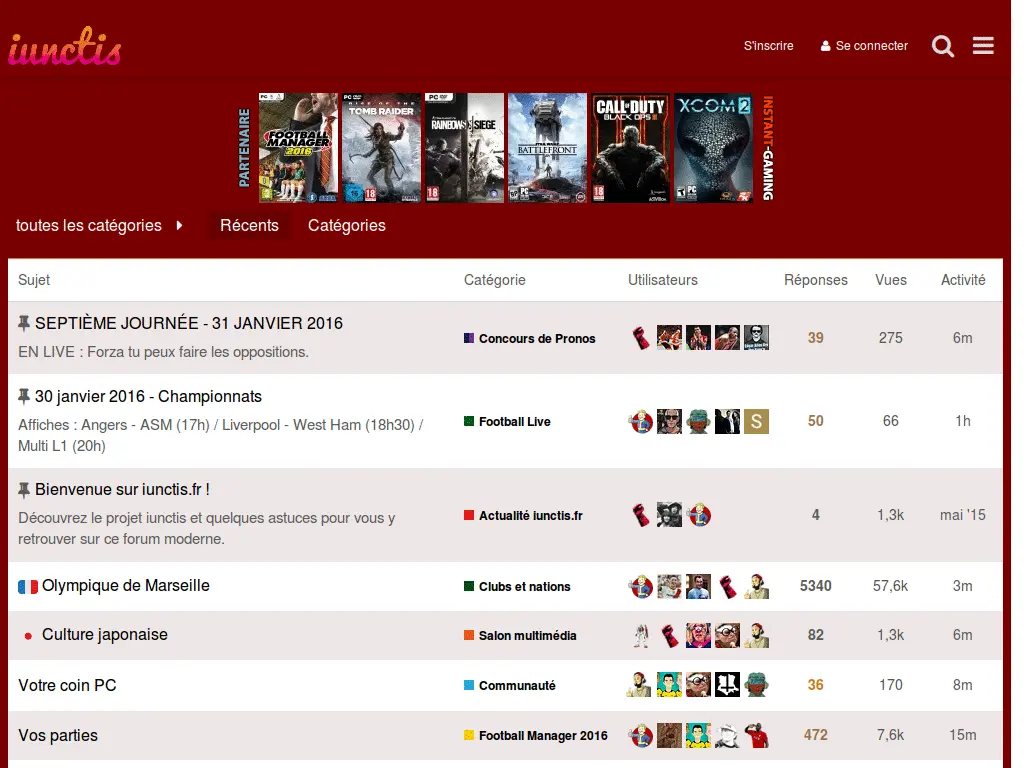 iunctis
S'inscrire
Se connecter
PARTENAIRE
FOOTBALL MANAGER 2016
RISE OF THE
TOMB RAIDER
RAINBOW SIEGE
STAR WARS
BATTLEFRONT
CALL OF DUTY
BLACK OPS III
XCOM 2
INSTANT-GAMING
toutes les catégories
Récents
Catégories
Sujet Catégorie Utilisateurs Réponses Vues Activité
SEPTIÈME JOURNÉE - 31 JANVIER 2016
EN LIVE : Forza tu peux faire les oppositions.
Concours de Pronos 39 275 6m
30 janvier 2016 - Championnats
Affiches : Angers - ASM (17h) / Liverpool - West Ham (18h30) /
Multi L1 (20h)
Football Live S 50 66 1h
Bienvenue sur iunctis.fr !
Découvrez le projet iunctis et quelques astuces pour vous y
retrouver sur ce forum moderne.
Actualité iunctis.fr 4 1,3k mai '15
Olympique de Marseille Clubs et nations 5340 57,6k 3m
Culture japonaise Salon multimédia 82 1,3k 6m
Votre coin PC Communauté 36 170 8m
Vos parties Football Manager 2016 472 7,6k 15m